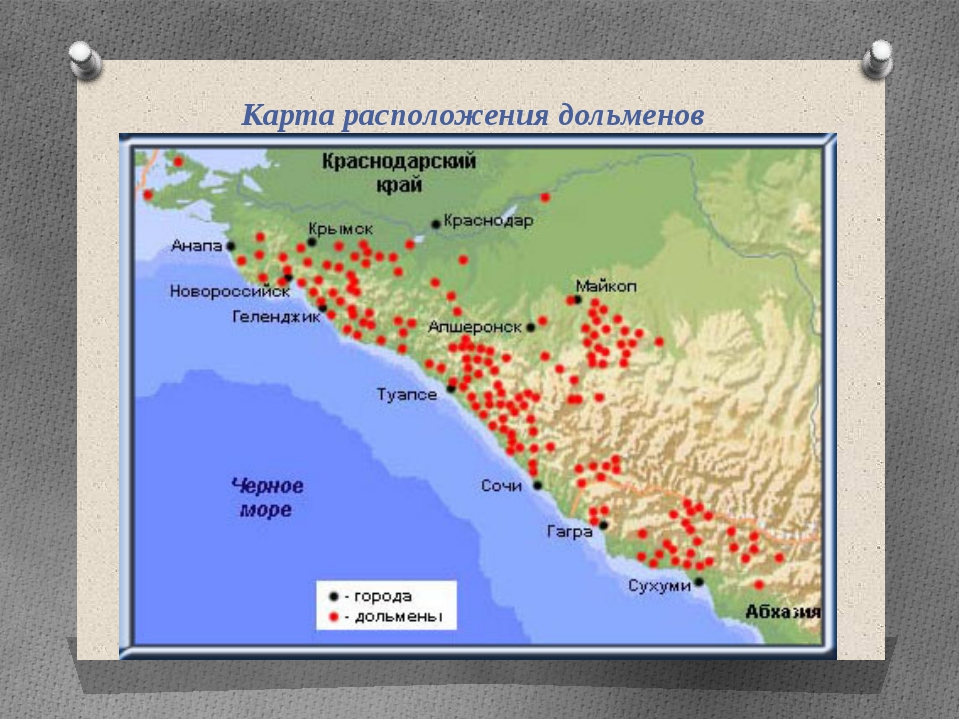 Карта расположения дольменов
Краснодарский
край
Краснодар
Крымск
Анапа
Новороссийск
Геленджик
Майкоп
Апшеронск
Туапсе
Черное
море
Сочи
Гагра
Сухуми
Абхазия
- города
- дольмены